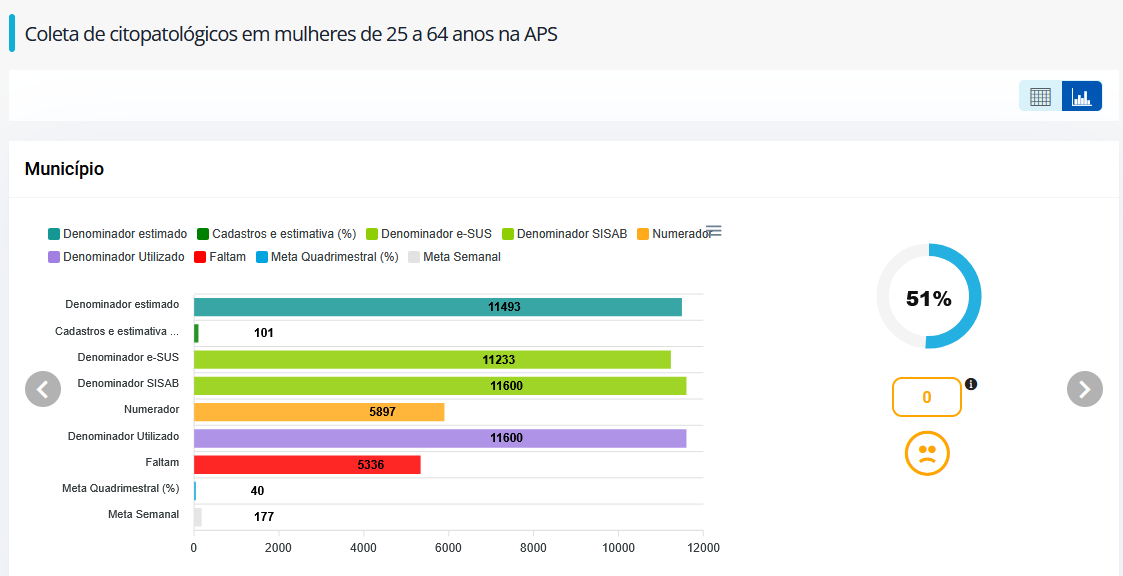 Coleta de citopatológicos em mulheres de 25 a 64 anos na APS
Município
Denominador estimado Cadastros e estimativa (%) Denominador e-SUS Denominador SISAB Numerador
Denominador Utilizado Faltam Meta Quadrimestral (%) Meta Semanal
Denominador estimado 11493
Cadastros e estimativa ... 101
Denominador e-SUS 11233
Denominador SISAB 11600
Numerador 5897
Denominador Utilizado 11600
Faltam 5336
Meta Quadrimestral (%) 40
Meta Semanal 177
0 2000 4000 6000 8000 10000 12000
51%
0